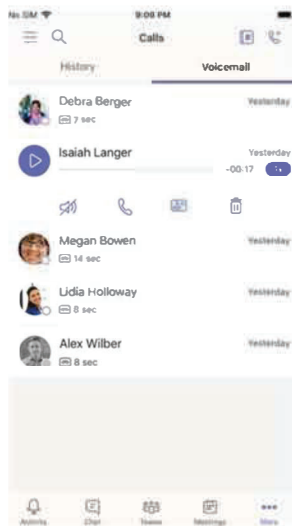 No SIM 9:08 PM
Calls
History Voicemail
Debra Berger Yesterday
7 sec
Isaiah Langer Yesterday
-00:17 1x
Megan Bowen Yesterday
14 sec
Lidia Holloway Yesterday
8 sec
Alex Wilber Yesterday
8 sec
Activity Chat Teams Meetings More